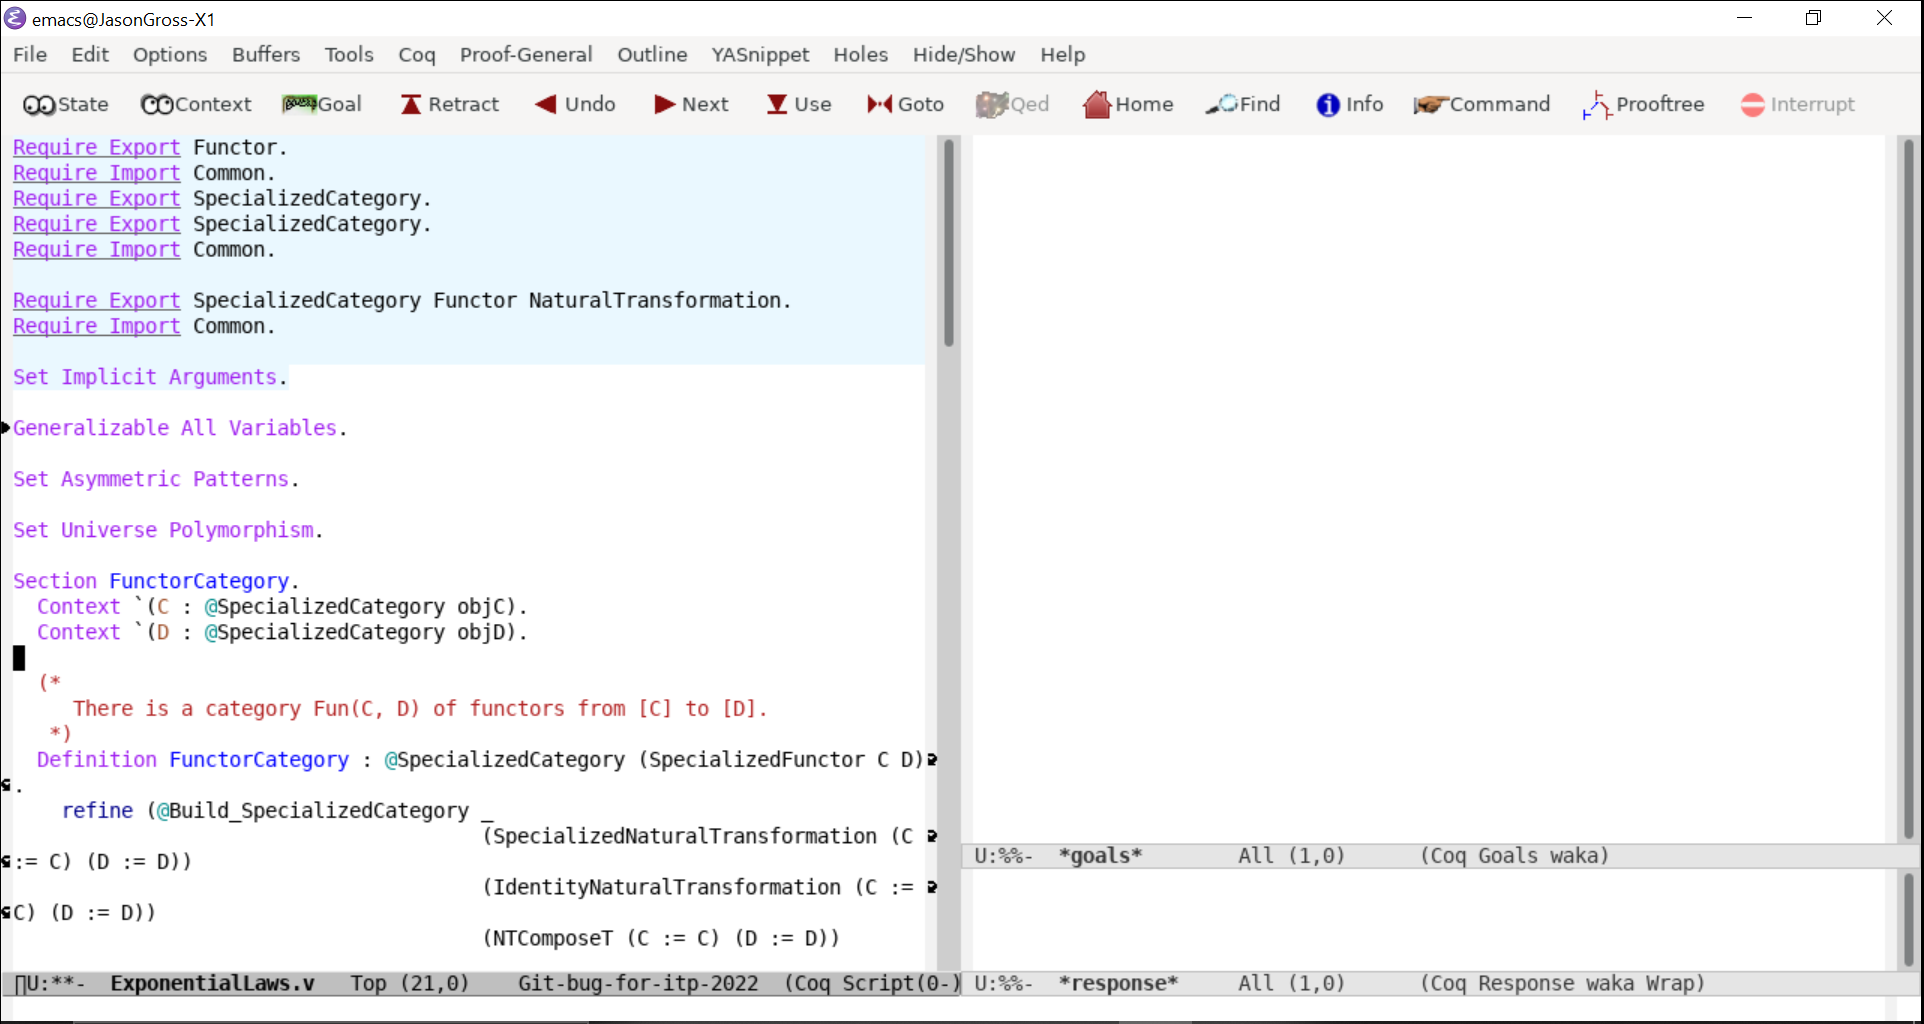 emacs@JasonGross-X1
File Edit Options Buffers Tools Coq Proof-General Outline YASnippet Holes Hide/Show Help
State Context Goal Retract Undo Next Use Goto Qed Home Find Info Command Prooftree Interrupt
Require Export Functor.
Require Import Common.
Require Export SpecializedCategory.
Require Export SpecializedCategory.
Require Import Common.
Require Export SpecializedCategory Functor NaturalTransformation.
Require Import Common.
Set Implicit Arguments.
Generalizable All Variables.
Set Asymmetric Patterns.
Set Universe Polymorphism.
Section FunctorCategory.
Context `(C : @SpecializedCategory objC).
Context `(D : @SpecializedCategory objD).
(*
There is a category Fun(C, D) of functors from [C] to [D].
*)
Definition FunctorCategory : @SpecializedCategory (SpecializedFunctor C D)
.
refine (@Build_SpecializedCategory _
(SpecializedNaturalTransformation (C
:= C) (D := D))
(IdentityNaturalTransformation (C :=
C) (D := D))
(NTComposeT (C := C) (D := D))
U:**- ExponentialLaws.v Top (21,0) Git-bug-for-itp-2022 (Coq Script(0-)
U:%%- *goals* All (1,0) (Coq Goals waka)
U:%%- *response* All (1,0) (Coq Response waka Wrap)